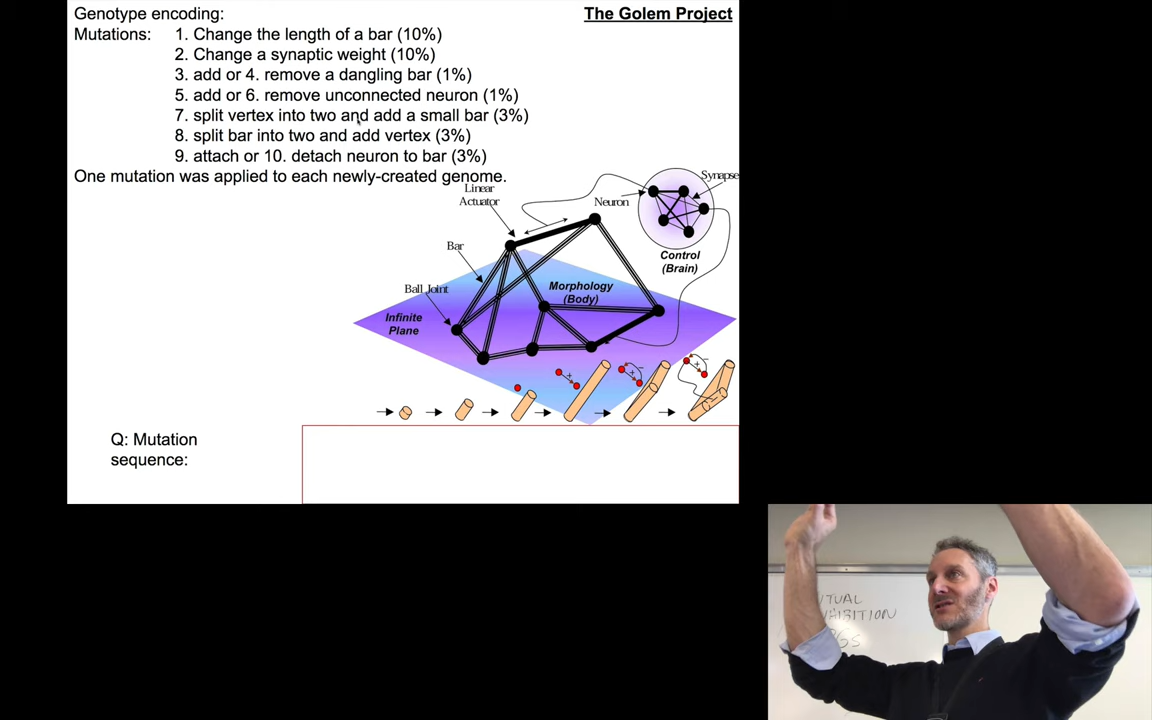 Genotype encoding:
The Golem Project
Mutations: 1. Change the length of a bar (10%)
2. Change a synaptic weight (10%)
3. add or 4. remove a dangling bar (1%)
5. add or 6. remove unconnected neuron (1%)
7. split vertex into two and add a small bar (3%)
8. split bar into two and add vertex (3%)
9. attach or 10. detach neuron to bar (3%)
One mutation was applied to each newly-created genome.
Synapse
Linear
Actuator
Neuron
Bar
Control
(Brain)
Ball Joint
Morphology
(Body)
Infinite
Plane
Q: Mutation
sequence: